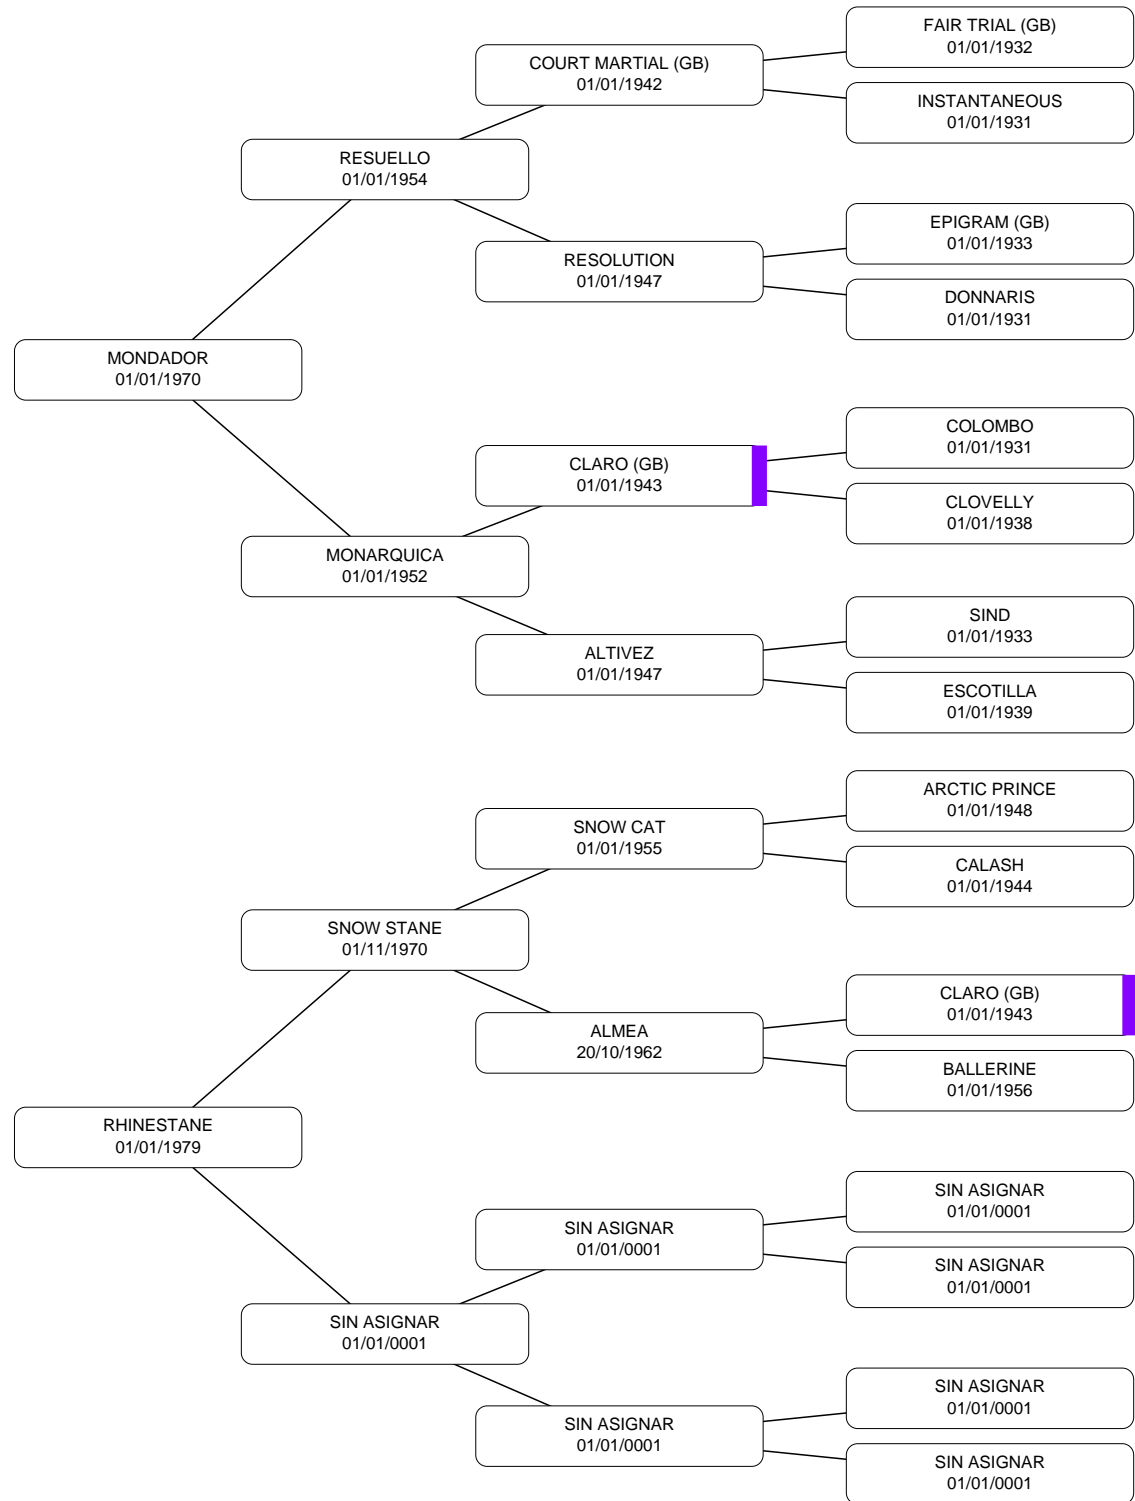 FAIR TRIAL (GB)
01/01/1932
COURT MARTIAL (GB)
01/01/1942
INSTANTANEOUS
01/01/1931
RESUELLO
01/01/1954
EPIGRAM (GB)
01/01/1933
RESOLUTION
01/01/1947
DONNARIS
01/01/1931
MONDADOR
01/01/1970
COLOMBO
01/01/1931
CLARO (GB)
01/01/1943
CLOVELLY
01/01/1938
MONARQUICA
01/01/1952
SIND
01/01/1933
ALTIVEZ
01/01/1947
ESCOTILLA
01/01/1939
ARCTIC PRINCE
01/01/1948
SNOW CAT
01/01/1955
CALASH
01/01/1944
SNOW STANE
01/11/1970
CLARO (GB)
01/01/1943
ALMEA
20/10/1962
BALLERINE
01/01/1956
RHINESTANE
01/01/1979
SIN ASIGNAR
01/01/0001
SIN ASIGNAR
01/01/0001
SIN ASIGNAR
01/01/0001
SIN ASIGNAR
01/01/0001
SIN ASIGNAR
01/01/0001
SIN ASIGNAR
01/01/0001
SIN ASIGNAR
01/01/0001